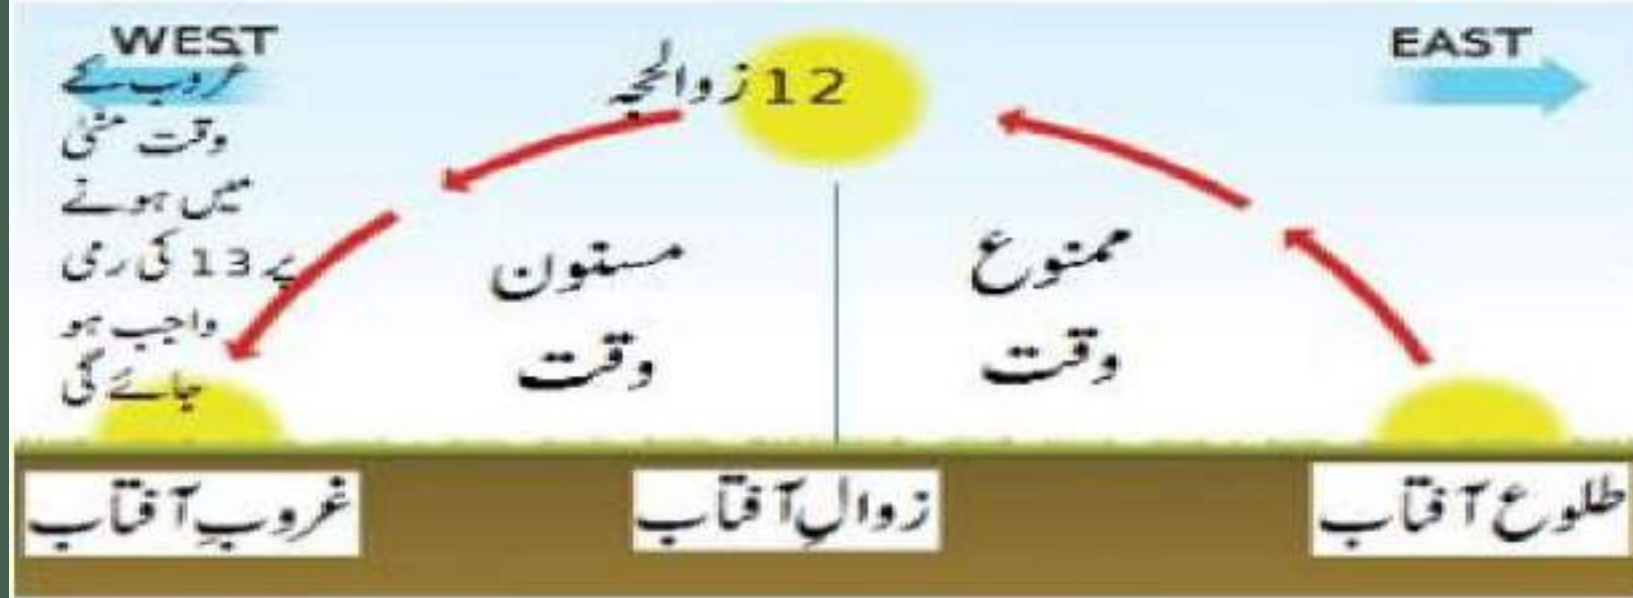 WEST
EAST
12 زوالحجہ
غروب کے
وقت منیٰ
میں ہونے
پر 13 کی رمی
واجب ہو
جائے گی
ممنوع
وقت
مسنون
وقت
طلوع آفتاب
زوالِ آفتاب
غروبِ آفتاب